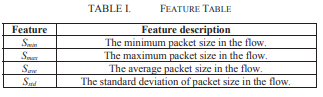 TABLE I. FEATURE TABLE
Feature Feature description
Smin The minimum packet size in the flow.
Smax The maximum packet size in the flow.
Save The average packet size in the flow.
Sstd The standard deviation of packet size in the flow.